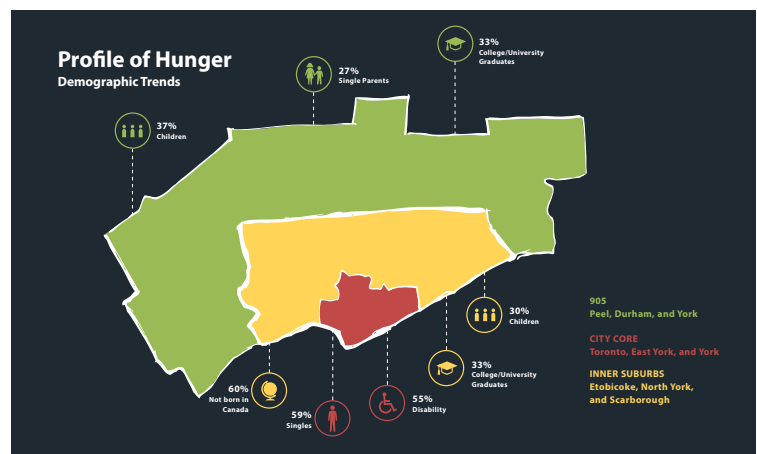 Profile of Hunger
Demographic Trends
33%
College/University
Graduates
27%
Single Parents
37%
Children
30%
Children
33%
College/University
Graduates
60%
Not born in
Canada
59%
Singles
55%
Disability
905
Peel, Durham, and York
CITY CORE
Toronto, East York, and York
INNER SUBURBS
Etobicoke, North York,
and Scarborough